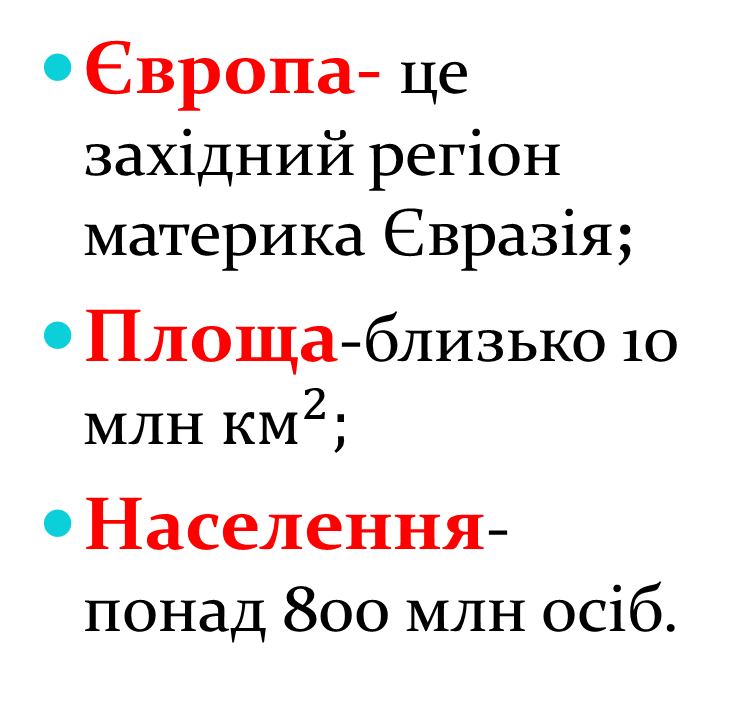 • Європа- це
західний регіон
материка Євразія;
• Площа-близько 10
млн км²;
• Населення-
понад 800 млн осіб.